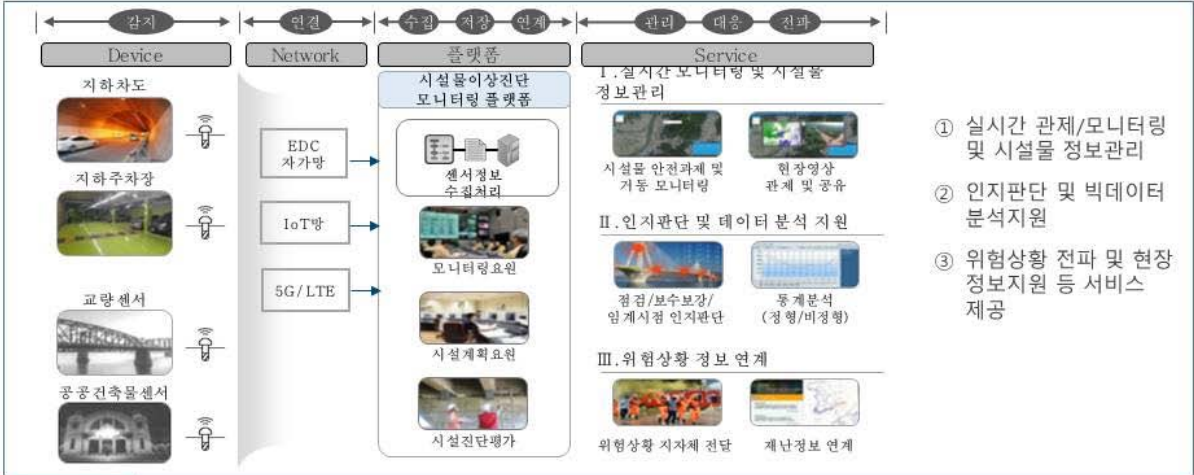 감지
연결
수집 저장 연계
관리 대응 전파
Device
Network
플랫폼
Service
지하차도
지하주차장
교량센서
공공건축물센서
EDC
자가망
IoT망
5G/LTE
시설물이상진단
모니터링 플랫폼
센서정보
수집처리
모니터링요원
시설계획요원
시설진단평가
Ⅰ.실시간 모니터링 및 시설물
정보관리
시설물 안전과제 및
거동 모니터링
현장영상
관제 및 공유
Ⅱ.인지판단 및 데이터 분석 지원
점검/보수보강/
임계시점 인지판단
통계분석
(정형/비정형)
Ⅲ.위험상황 정보 연계
위험상황 지자체 전달
재난정보 연계
① 실시간 관제/모니터링
및 시설물 정보관리
② 인지판단 및 빅데이터
분석지원
③ 위험상황 전파 및 현장
정보지원 등 서비스
제공